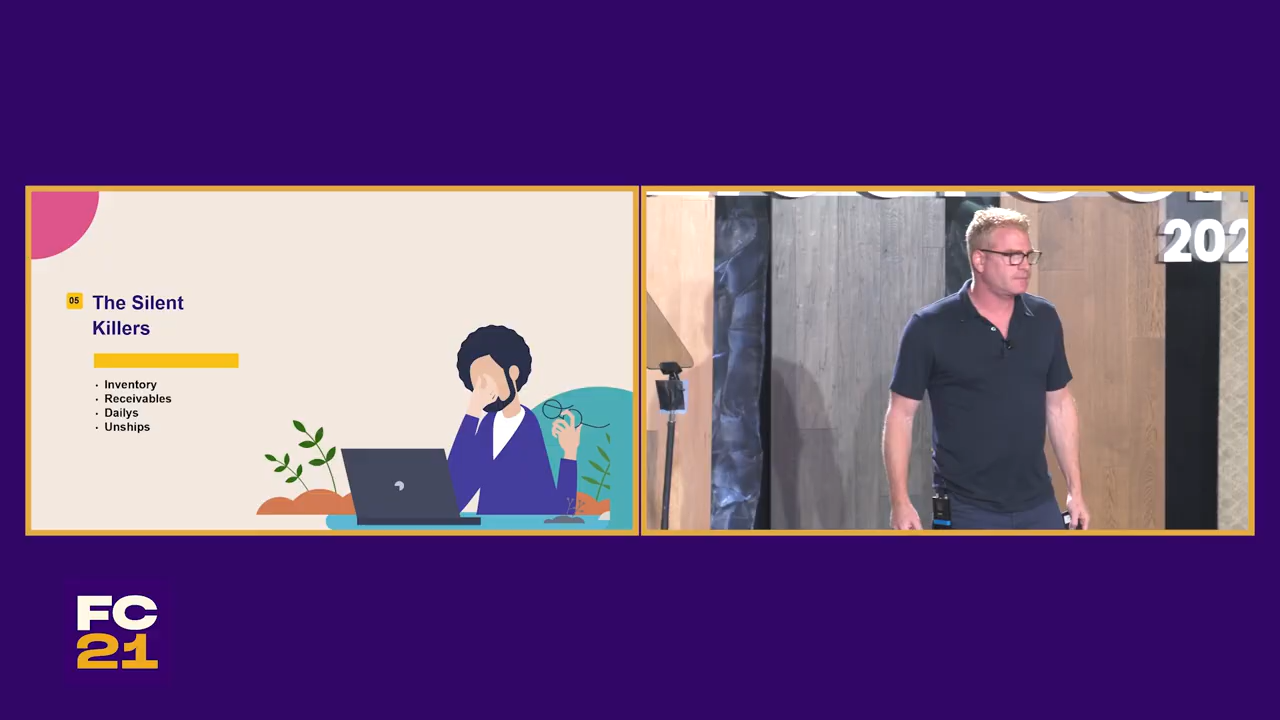 05
The Silent
Killers
· Inventory
· Receivables
· Dailys
· Unships
202
FC
21